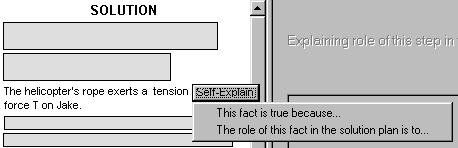 SOLUTION
Explaining role of this step in
The helicopter's rope exerts a tension Self-Explain
force T on Jake.
This fact is true because...
The role of this fact in the solution plan is to...